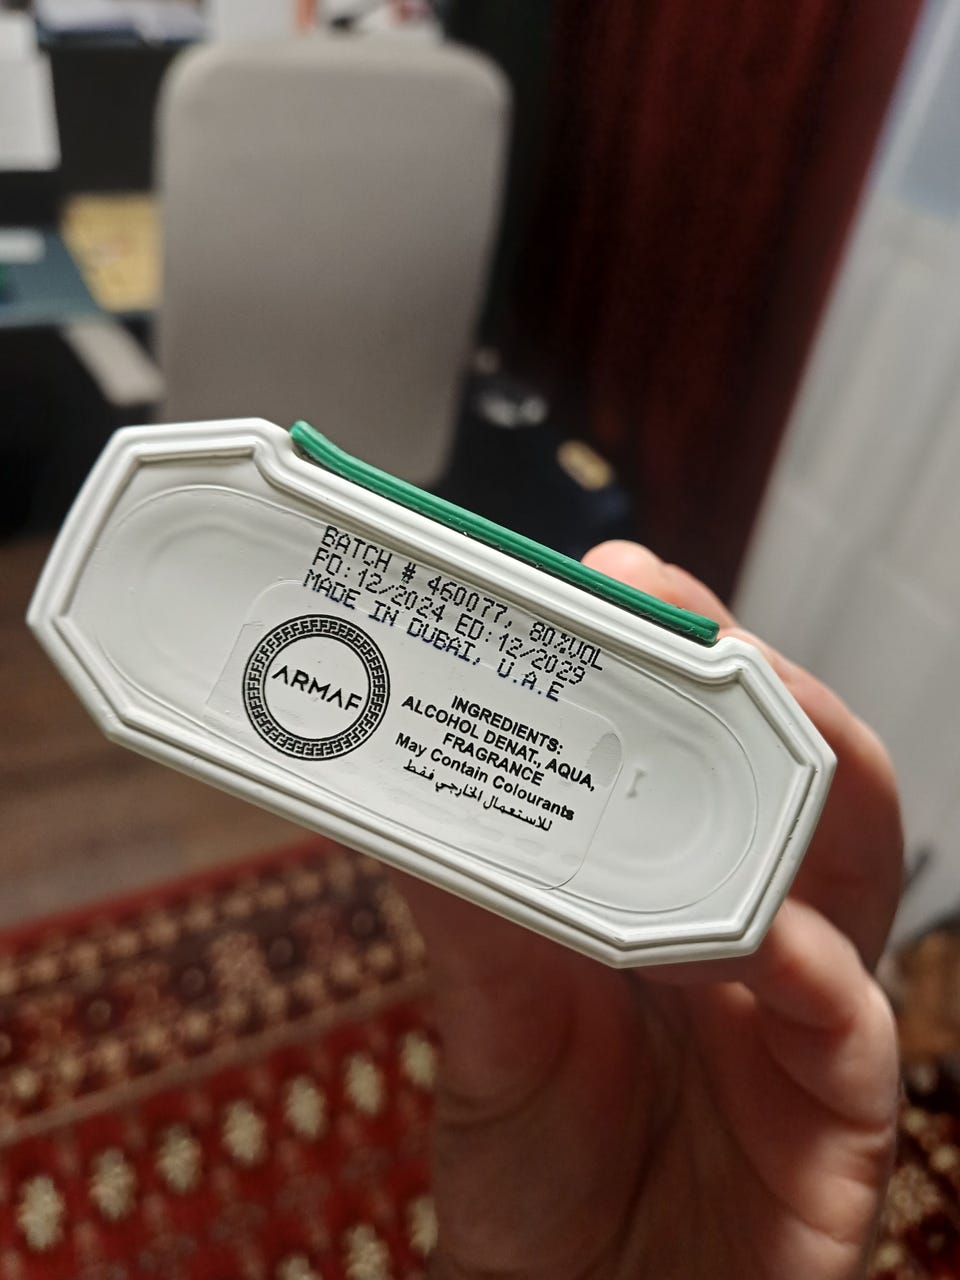 BATCH # 460077, 80%VOL
PD:12/2024 ED:12/2029
MADE IN DUBAI, U.A.E
ARMAF
INGREDIENTS:
ALCOHOL DENAT., AQUA,
FRAGRANCE
May Contain Colourants
للاستعمال الخارجي فقط